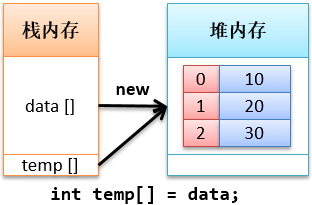 栈内存
堆内存
data []
new
temp []
0 10
1 20
2 30
int temp[] = data;